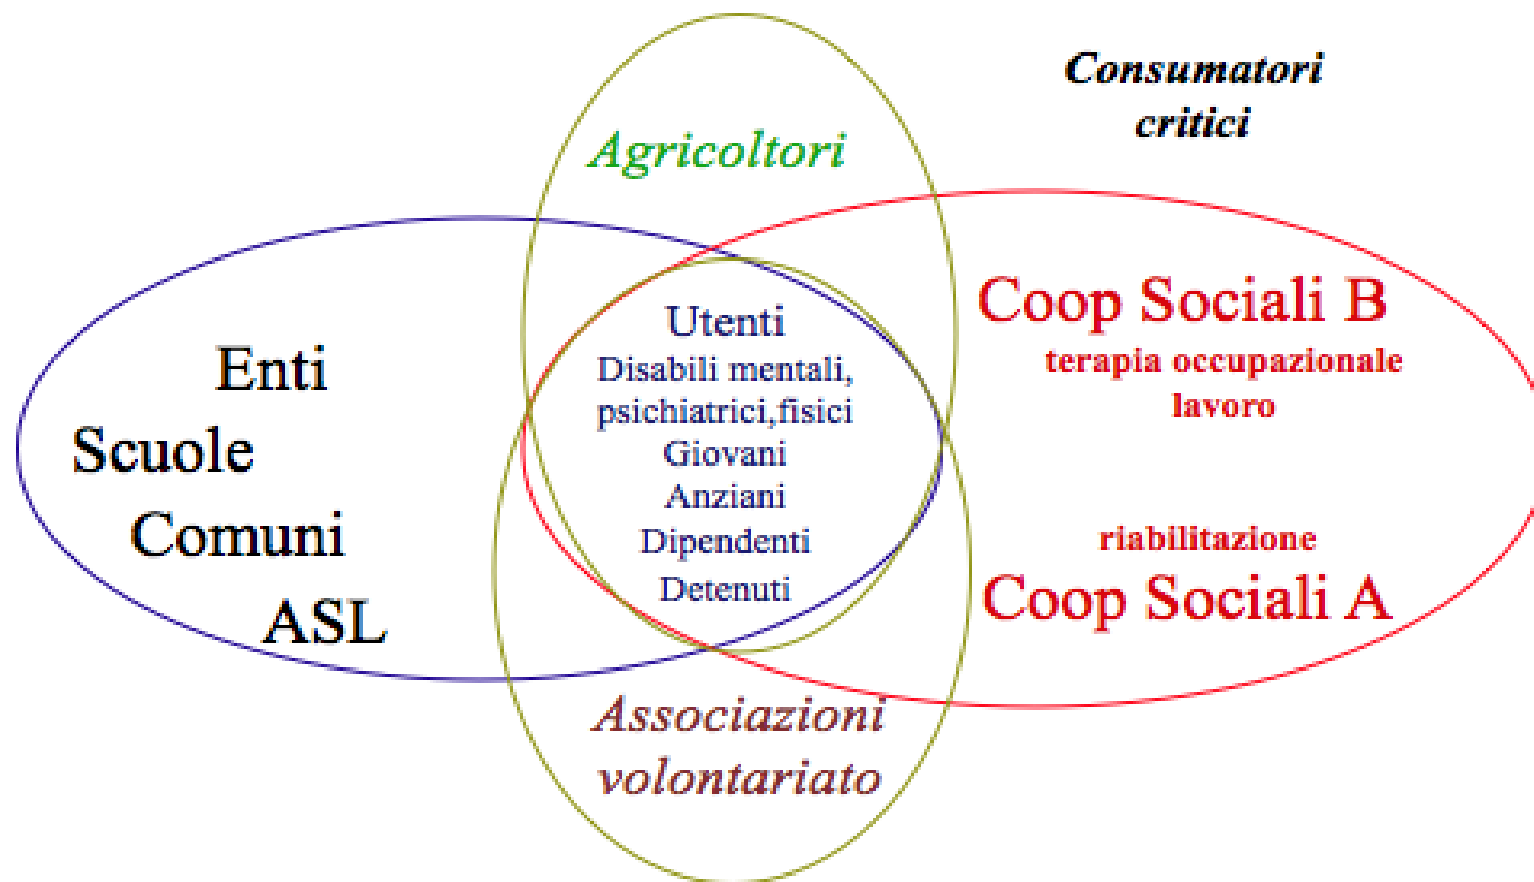 Consumatori
critici
Agricoltori
Enti
Scuole
Comuni
ASL
Utenti
Disabili mentali,
psichiatrici,fisici
Giovani
Anziani
Dipendenti
Detenuti
Coop Sociali B
terapia occupazionale
lavoro
riabilitazione
Coop Sociali A
Associazioni
volontariato